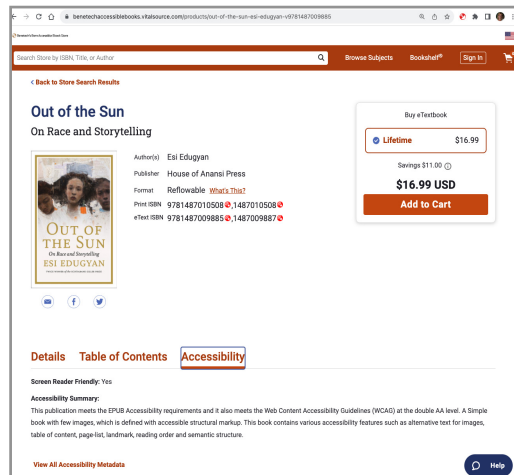 benetechaccessiblebooks.vitalsource.com/products/out-of-the-sun-esi-edugyan-v9781487009885
Search Store by ISBN, Title, or Author
Browse Subjects
Bookshelf®
Sign In
< Back to Store Search Results
Out of the Sun
On Race and Storytelling
OUT OF
THE SUN
On Race and Storytelling
ESI EDUGYAN
Author(s) Esi Edugyan
Publisher House of Anansi Press
Format Reflowable What's This?
Print ISBN 9781487010508, 1487010508
eText ISBN 9781487009885, 1487009887
Buy eTextbook
Lifetime $16.99
Savings $11.00
$16.99 USD
Add to Cart
Details Table of Contents Accessibility
Screen Reader Friendly: Yes
Accessibility Summary:
This publication meets the EPUB Accessibility requirements and it also meets the Web Content Accessibility Guidelines (WCAG) at the double AA level. A Simple
book with few images, which is defined with accessible structural markup. This book contains various accessibility features such as alternative text for images,
table of content, page-list, landmark, reading order and semantic structure.
View All Accessibility Metadata
Help